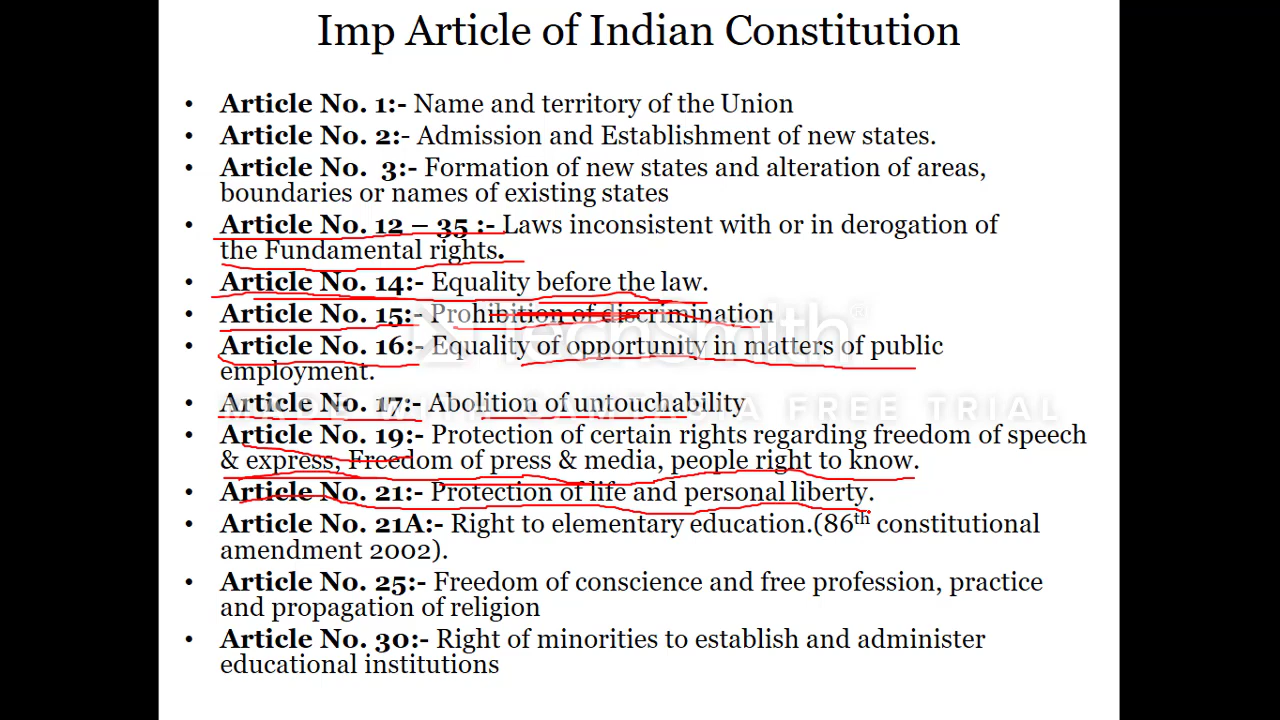 Imp Article of Indian Constitution
• Article No. 1:- Name and territory of the Union
• Article No. 2:- Admission and Establishment of new states.
• Article No. 3:- Formation of new states and alteration of areas,
boundaries or names of existing states
• Article No. 12 – 35 :- Laws inconsistent with or in derogation of
the Fundamental rights.
• Article No. 14:- Equality before the law.
• Article No. 15:- Prohibition of discrimination
TechSmith®
• Article No. 16:- Equality of opportunity in matters of public
employment.
• Article No. 17:- Abolition of untouchability
MADE WITH CAMTASIA FREE TRIAL
• Article No. 19:- Protection of certain rights regarding freedom of speech
& express, Freedom of press & media, people right to know.
• Article No. 21:- Protection of life and personal liberty.
• Article No. 21A:- Right to elementary education.(86th constitutional
amendment 2002).
• Article No. 25:- Freedom of conscience and free profession, practice
and propagation of religion
• Article No. 30:- Right of minorities to establish and administer
educational institutions